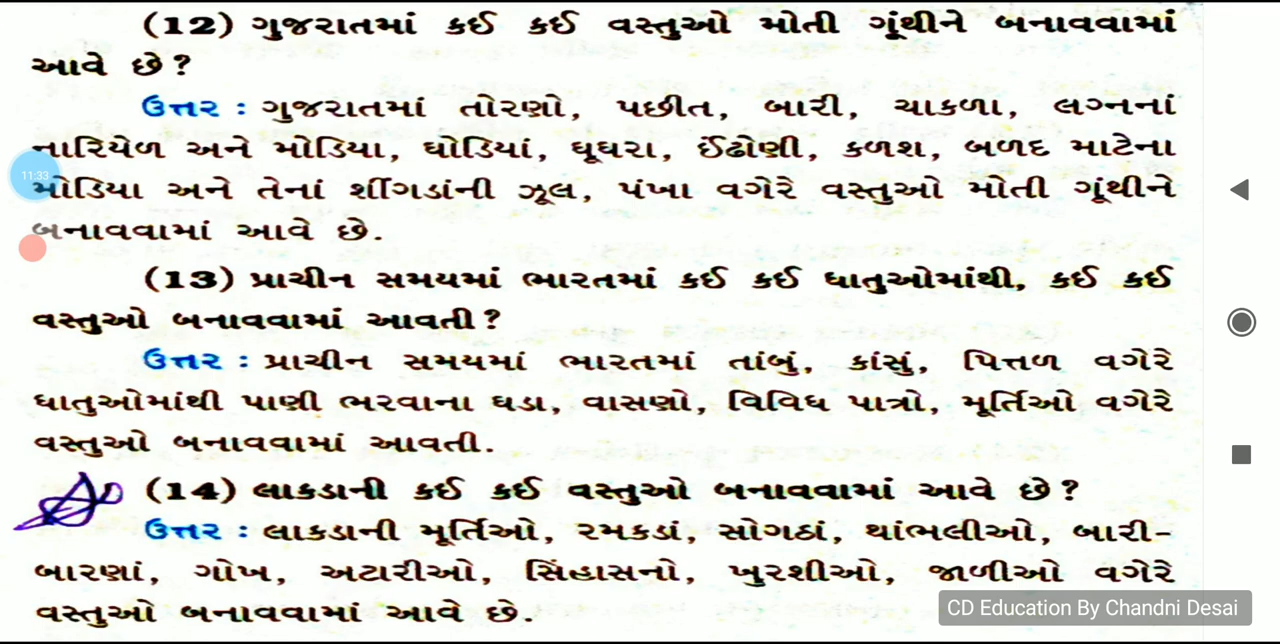 (12) ગુજરાતમાં કઈ કઈ વસ્તુઓ મોતી ગૂંથીને બનાવવામાં
આવે છે?
ઉત્તર : ગુજરાતમાં તોરણો, પછીત, બારી, ચાકળા, લગ્નનાં
નારિયેળ અને મોડિયા, ઘોડિયાં, ઘૂઘરા, ઈંઢોણી, કળશ, બળદ માટેના
11:33
મોડિયા અને તેનાં શીંગડાંની ઝૂલ, પંખા વગેરે વસ્તુઓ મોતી ગૂંથીને
બનાવવામાં આવે છે.
(13) પ્રાચીન સમયમાં ભારતમાં કઈ કઈ ધાતુઓમાંથી, કઈ કઈ
વસ્તુઓ બનાવવામાં આવતી?
ઉત્તર : પ્રાચીન સમયમાં ભારતમાં તાંબું, કાંસું, પિત્તળ વગેરે
ધાતુઓમાંથી પાણી ભરવાના ઘડા, વાસણો, વિવિધ પાત્રો, મૂર્તિઓ વગેરે
વસ્તુઓ બનાવવામાં આવતી.
(14) લાકડાની કઈ કઈ વસ્તુઓ બનાવવામાં આવે છે?
ઉત્તર : લાકડાની મૂર્તિઓ, રમકડાં, સોગઠાં, થાંભલીઓ, બારી-
બારણાં, ગોખ, અટારીઓ, સિંહાસનો, ખુરશીઓ, જાળીઓ વગેરે
વસ્તુઓ બનાવવામાં આવે છે.
CD Education By Chandni Desai